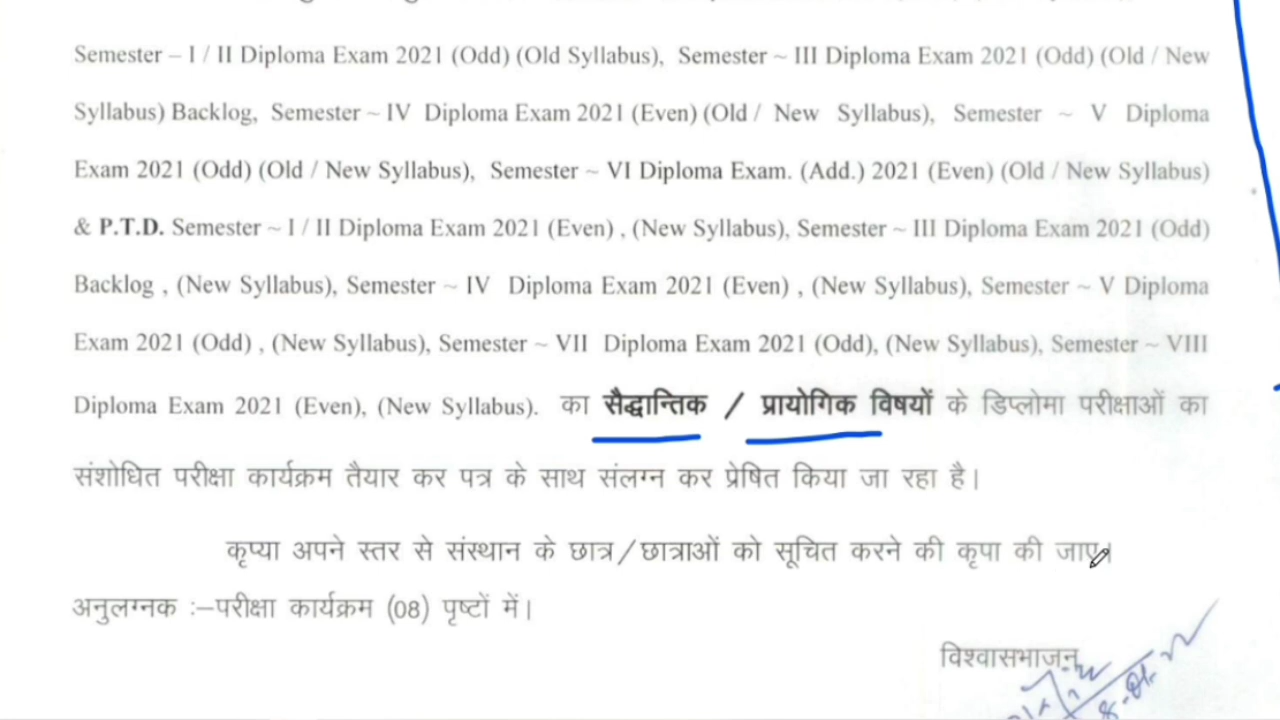 Semester – I / II Diploma Exam 2021 (Odd) (Old Syllabus), Semester ~ III Diploma Exam 2021 (Odd) (Old / New
Syllabus) Backlog, Semester ~ IV Diploma Exam 2021 (Even) (Old / New Syllabus), Semester ~ V Diploma
Exam 2021 (Odd) (Old / New Syllabus), Semester ~ VI Diploma Exam. (Add.) 2021 (Even) (Old / New Syllabus)
& P.T.D. Semester ~ I / II Diploma Exam 2021 (Even) , (New Syllabus), Semester ~ III Diploma Exam 2021 (Odd)
Backlog , (New Syllabus), Semester ~ IV Diploma Exam 2021 (Even) , (New Syllabus), Semester ~ V Diploma
Exam 2021 (Odd) , (New Syllabus), Semester ~ VII Diploma Exam 2021 (Odd), (New Syllabus), Semester ~ VIII
Diploma Exam 2021 (Even), (New Syllabus). का सैद्धान्तिक / प्रायोगिक विषयों के डिप्लोमा परीक्षाओं का
संशोधित परीक्षा कार्यक्रम तैयार कर पत्र के साथ संलग्न कर प्रेषित किया जा रहा है।
कृप्या अपने स्तर से संस्थान के छात्र/छात्राओं को सूचित करने की कृपा की जाए।
अनुलग्नक :–परीक्षा कार्यक्रम (08) पृष्टों में।
विश्वासभाजन